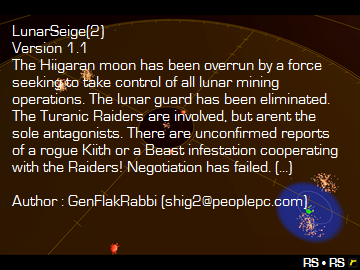 LunarSeige(2)
Version 1.1
The Hiigaran moon has been overrun by a force
seeking to take control of all lunar mining
operations. The lunar guard has been eliminated.
The Turanic Raiders are involved, but arent the
sole antagonists. There are unconfirmed reports
of a rogue Kiith or a Beast infestation cooperating
with the Raiders! Negotiation has failed. (...)
Author : GenFlakRabbi (shig2@peoplepc.com)
RS • RS r